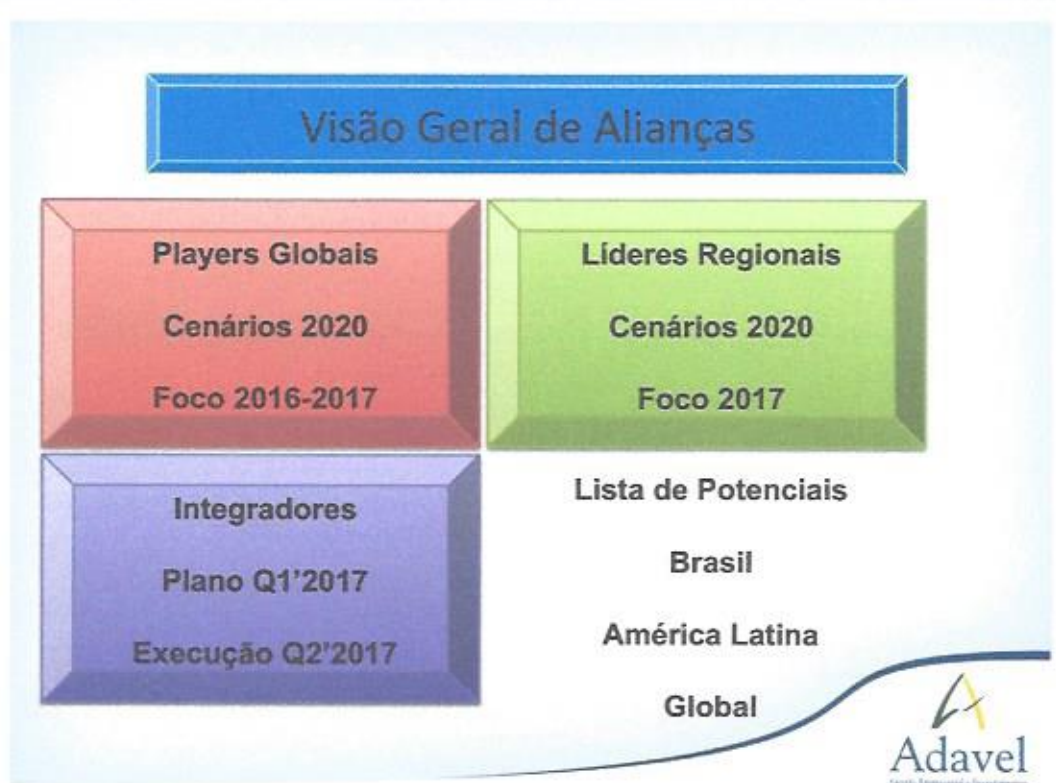 Visão Geral de Alianças
Players Globais
Cenários 2020
Foco 2016-2017
Líderes Regionais
Cenários 2020
Foco 2017
Integradores
Plano Q1'2017
Execução Q2'2017
Lista de Potenciais
Brasil
América Latina
Global
Adavel